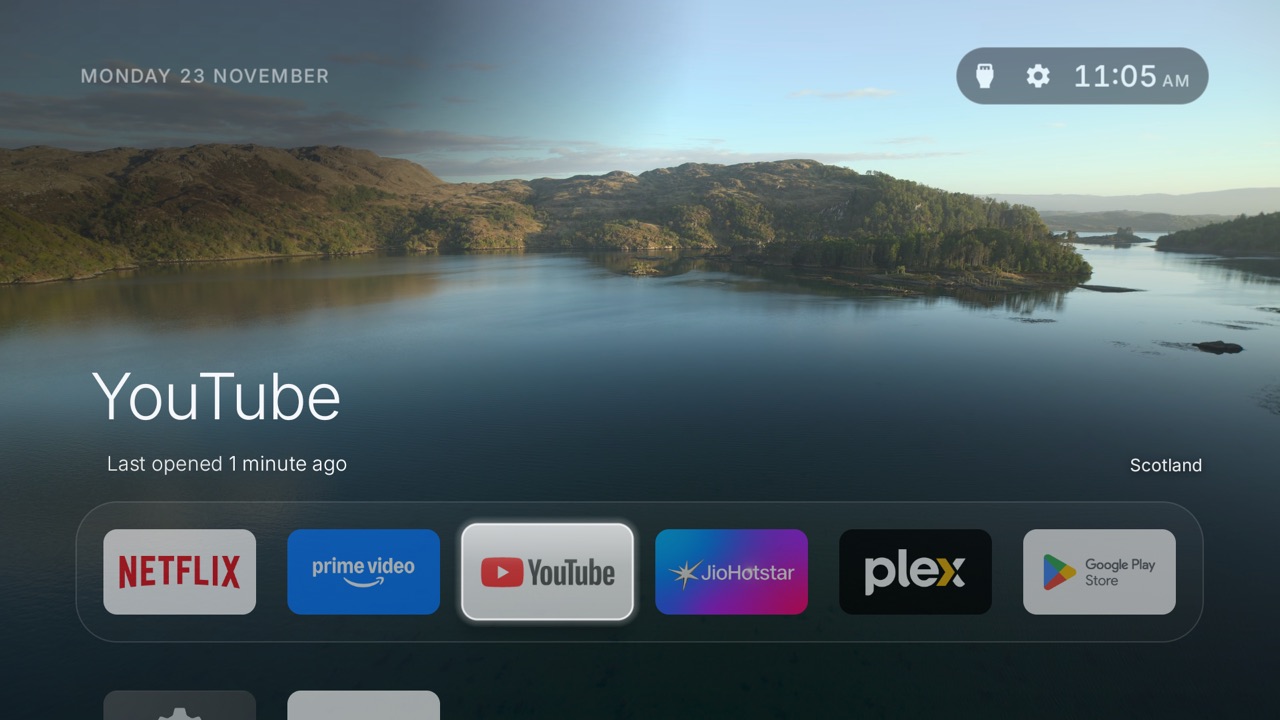 MONDAY 23 NOVEMBER
11:05 AM
YouTube
Last opened 1 minute ago
Scotland
NETFLIX
prime video
YouTube
JioHotstar
plex
Google Play
Store